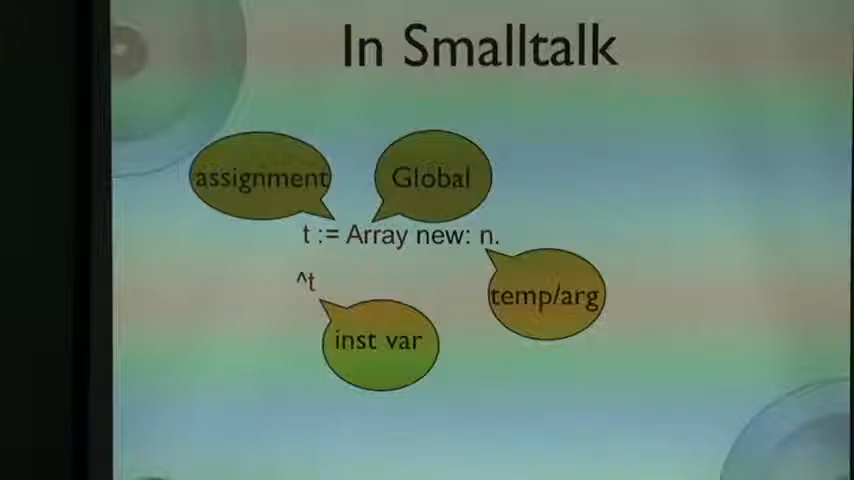 In Smalltalk
assignment
Global
t := Array new: n.
^t
temp/arg
inst var